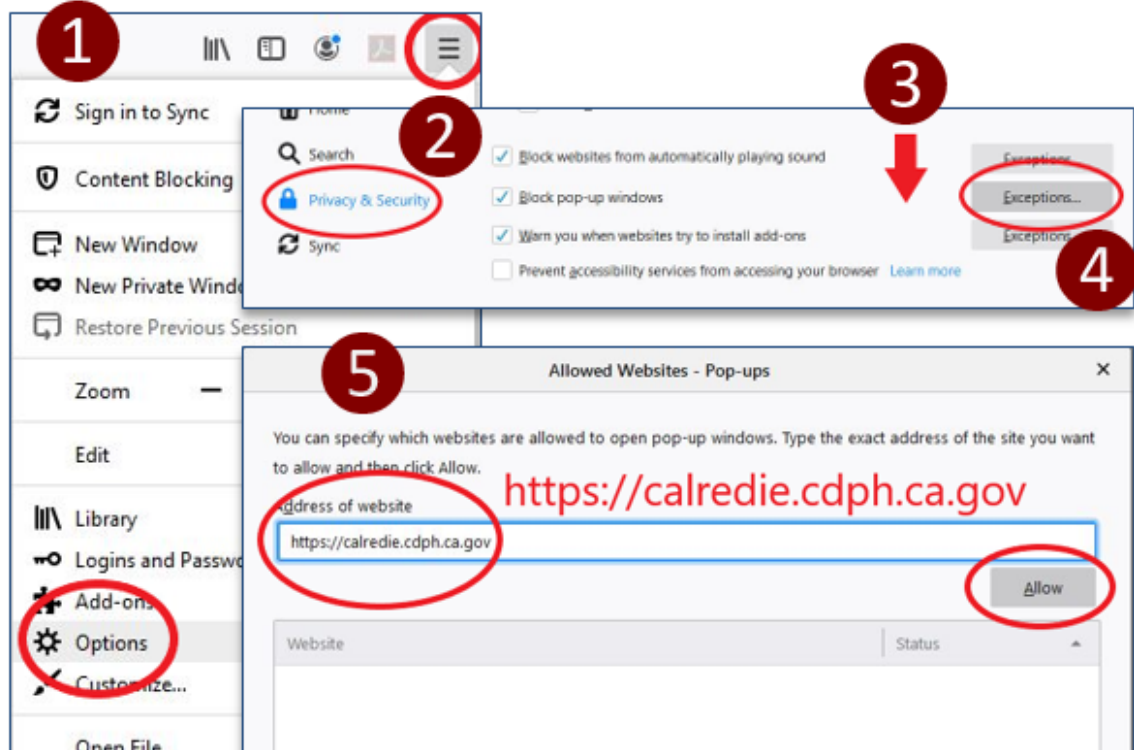 1
Sign in to Sync
Content Blocking
New Window
New Private Windo
Restore Previous Session
Zoom
Edit
Library
Logins and Passwo
Add-ons
Options
Customize...
Open File
2
Home
Search
Privacy & Security
Sync
3
Block websites from automatically playing sound
Exceptions...
Block pop-up windows
Exceptions...
Warn you when websites try to install add-ons
Exceptions
Prevent accessibility services from accessing your browser Learn more
4
5
Allowed Websites - Pop-ups
You can specify which websites are allowed to open pop-up windows. Type the exact address of the site you want
to allow and then click Allow.
Address of website
https://calredie.cdph.ca.gov
https://calredie.cdph.ca.gov
Allow
Website
Status